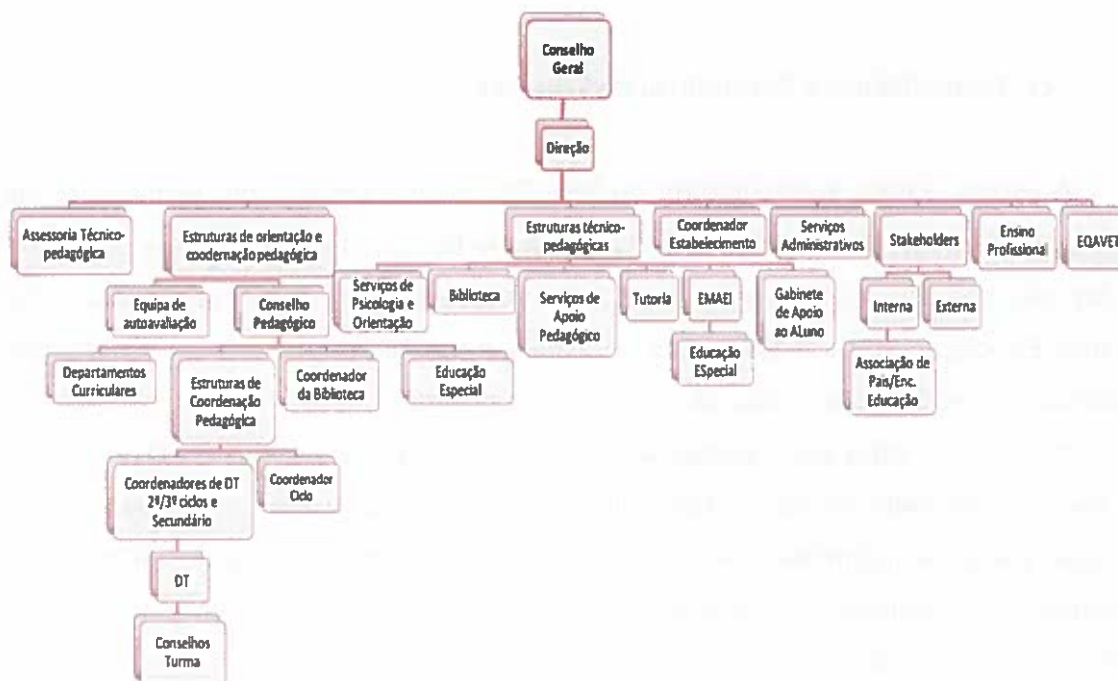 Conselho
Geral
Direção
Assessoria Técnico-
pedagógica
Estruturas de orientação e
coodernação pedagógica
Estruturas técnico-
pedagógicas
Coordenador
Estabelecimento
Serviços
Administrativos
Stakeholders
Ensino
Profissional
EQAVET
Equipa de
autoavaliação
Conselho
Pedagógico
Serviços de
Psicologia e
Orientação
Biblioteca
Serviços de
Apoio
Pedagógico
Tutoria
EMAEI
Gabinete
de Apoio
ao ALuno
Interna
Externa
Departamentos
Curriculares
Estruturas de
Coordenação
Pedagógica
Coordenador
da Biblioteca
Educação
Especial
Educação
ESpecial
Associação de
Pais/Enc.
Educação
Coordenadores de DT
2º/3º ciclos e
Secundário
Coordenador
Ciclo
DT
Conselhos
Turma